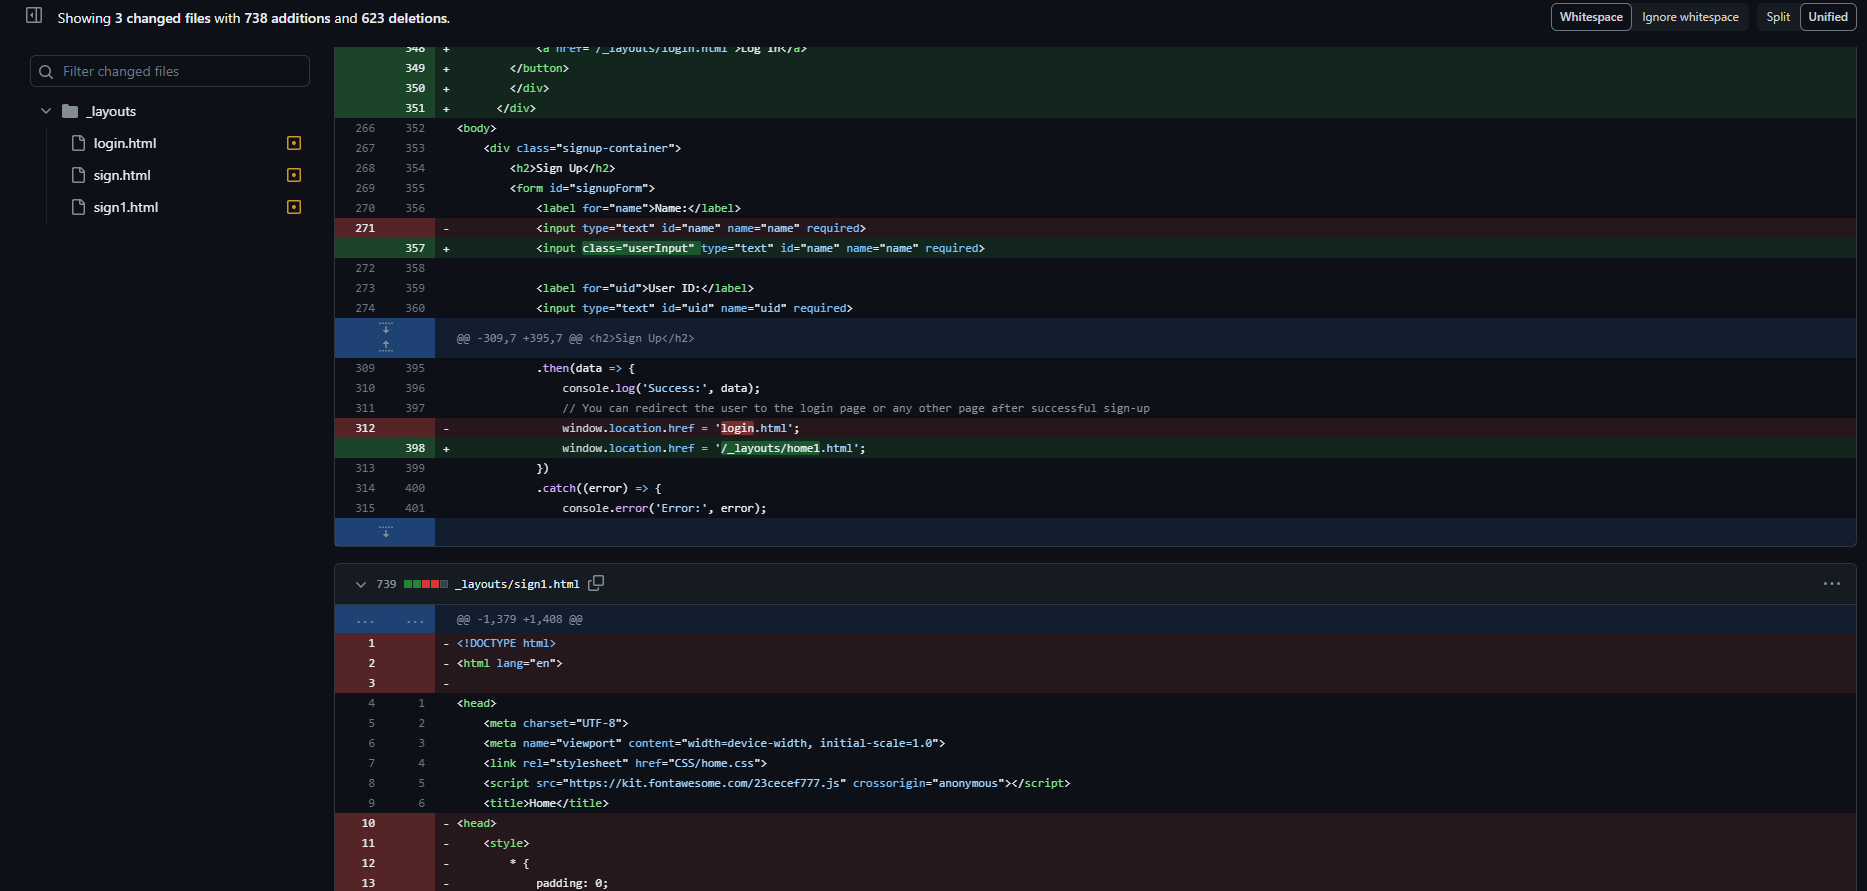 Showing 3 changed files with 738 additions and 623 deletions.
Whitespace Ignore whitespace Split Unified
Filter changed files
_layouts
login.html
sign.html
sign1.html
348 + <a href="/_layouts/login.html">Log In</a>
349 + </button>
350 + </div>
351 + </div>
266 352 <body>
267 353 <div class="signup-container">
268 354 <h2>Sign Up</h2>
269 355 <form id="signupForm">
270 356 <label for="name">Name:</label>
271 - <input type="text" id="name" name="name" required>
357 + <input class="userInput" type="text" id="name" name="name" required>
272 358
273 359 <label for="uid">User ID:</label>
274 360 <input type="text" id="uid" name="uid" required>
@@ -309,7 +395,7 @@ <h2>Sign Up</h2>
309 395 .then(data => {
310 396 console.log('Success:', data);
311 397 // You can redirect the user to the login page or any other page after successful sign-up
312 - window.location.href = 'login.html';
398 + window.location.href = '/_layouts/home1.html';
313 399 })
314 400 .catch((error) => {
315 401 console.error('Error:', error);
739 _layouts/sign1.html ...
... ... @@ -1,379 +1,408 @@
1 - <!DOCTYPE html>
2 - <html lang="en">
3 -
4 1 <head>
5 2 <meta charset="UTF-8">
6 3 <meta name="viewport" content="width=device-width, initial-scale=1.0">
7 4 <link rel="stylesheet" href="CSS/home.css">
8 5 <script src="https://kit.fontawesome.com/23cecef777.js" crossorigin="anonymous"></script>
9 6 <title>Home</title>
10 - <head>
11 - <style>
12 - * {
13 - padding: 0;